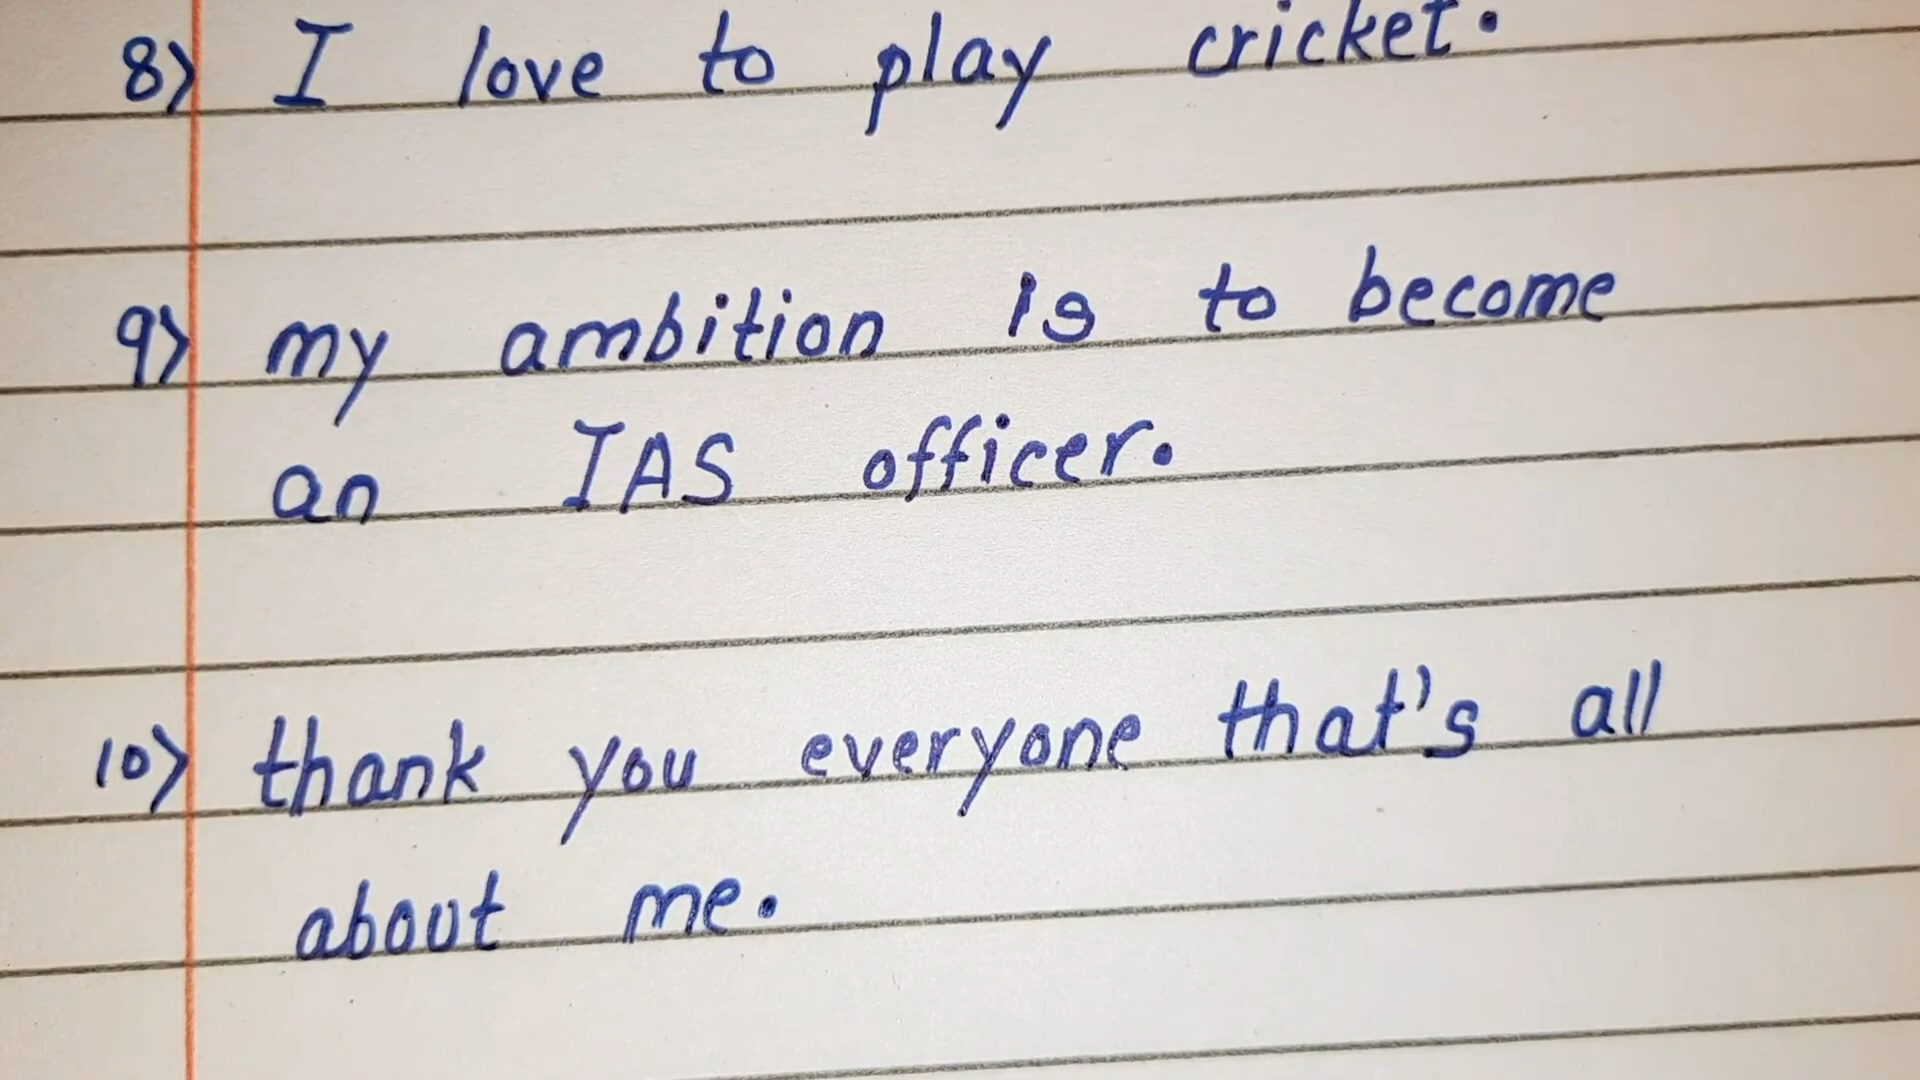 8) I love to play cricket.
9) my ambition is to become
an IAS officer.
10) thank you everyone that's all
about me.